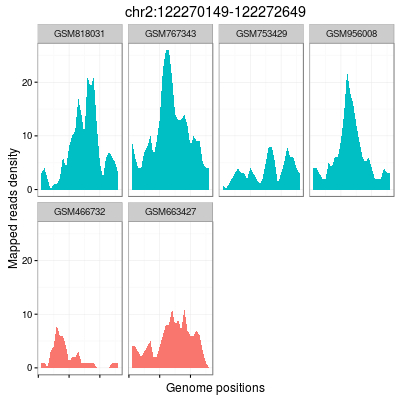 chr2:122270149-122272649
GSM818031 GSM767343 GSM753429 GSM956008
20
10
0
GSM466732 GSM663427
20
10
0
Mapped reads density
Genome positions